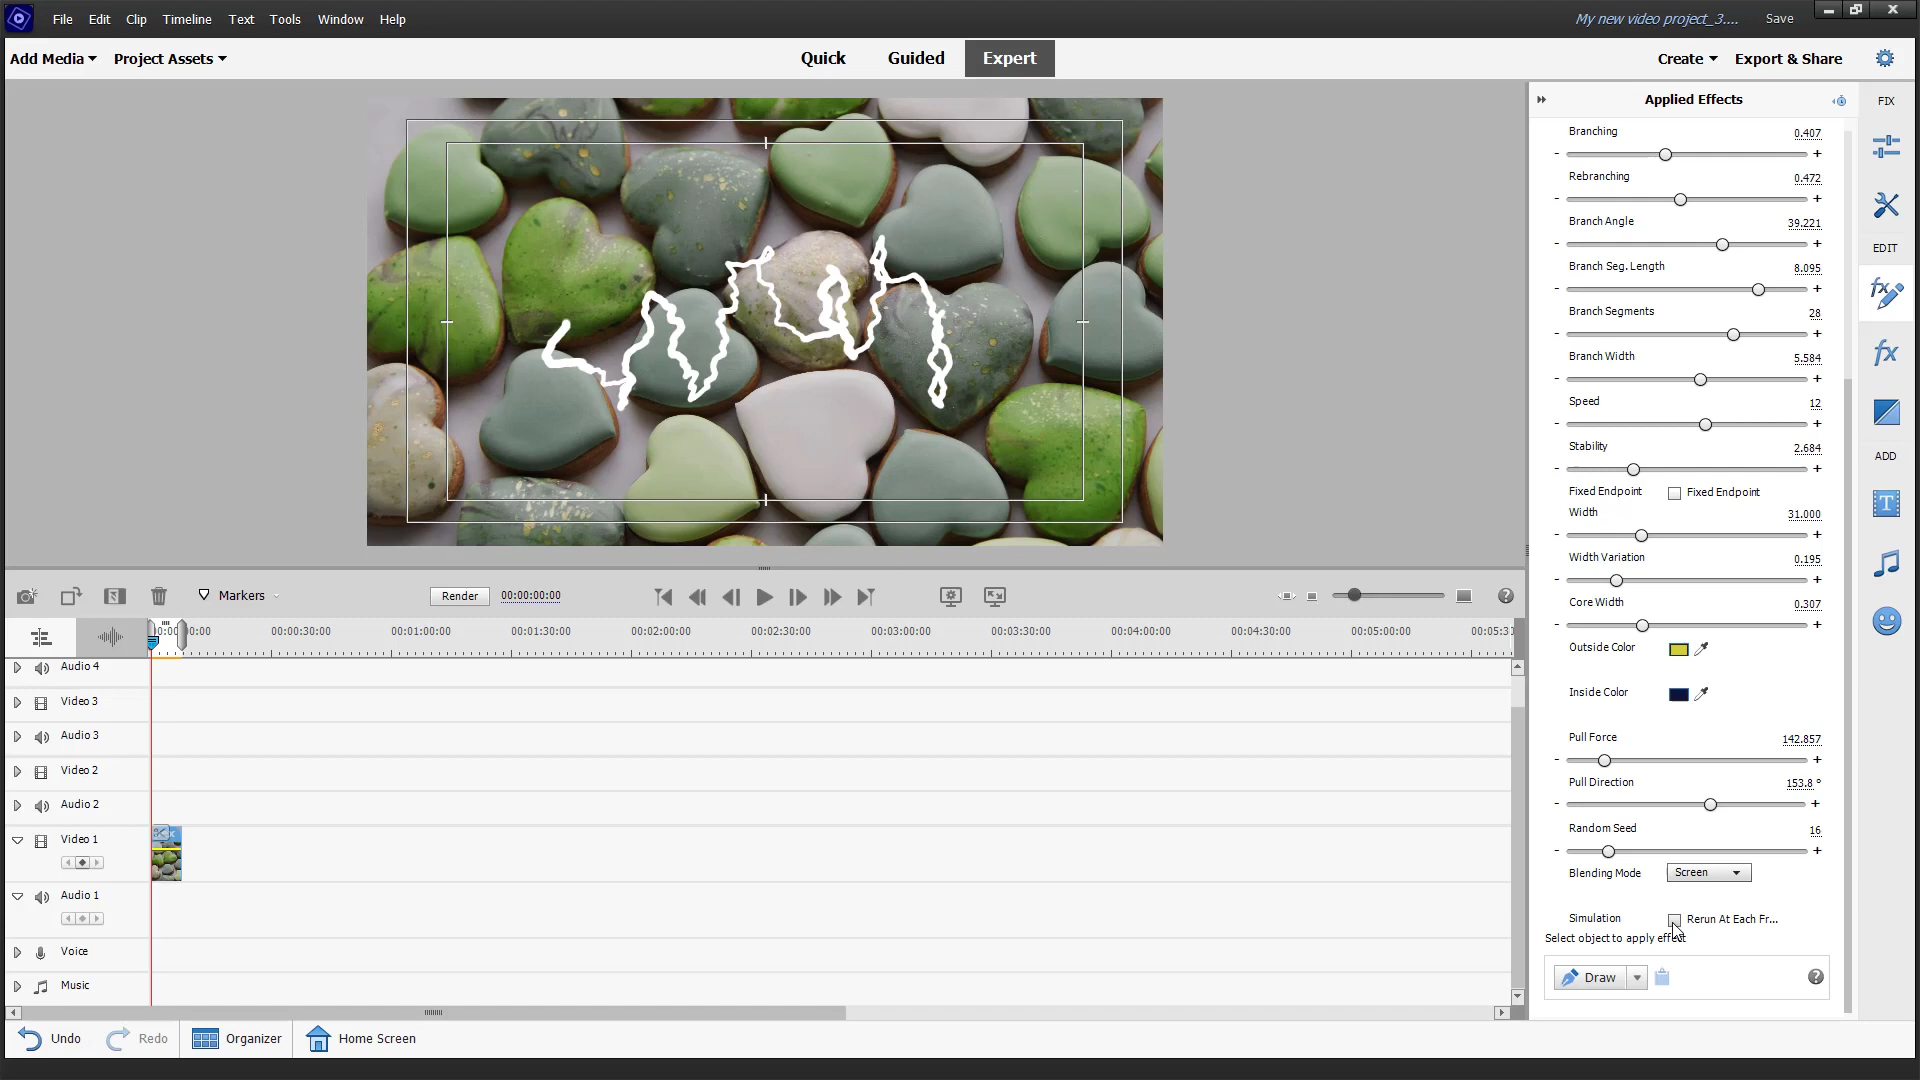 File Edit Clip Timeline Text Tools Window Help My new video project_3.... Save
Add Media Project Assets Quick Guided Expert Create Export & Share
Applied Effects FIX
Branching 0.407
- +
Rebranching 0.472
- +
Branch Angle 39.221
- +
EDIT
Branch Seg. Length 8.095
- +
Branch Segments 28
- +
Branch Width 5.584
- +
Speed 12
- +
Stability 2.684
- +
ADD
Fixed Endpoint Fixed Endpoint
Width 31.000
- +
Width Variation 0.195
- +
Core Width 0.307
- +
Outside Color
Inside Color
Pull Force 142.857
- +
Pull Direction 153.8 °
- +
Random Seed 16
- +
Blending Mode Screen
Simulation Rerun At Each Fr...
Select object to apply effect
Draw
Markers Render 00:00:00:00
00:00:30:00 00:01:00:00 00:01:30:00 00:02:00:00 00:02:30:00 00:03:00:00 00:03:30:00 00:04:00:00 00:04:30:00 00:05:00:00 00:05:3
Audio 4
Video 3
Audio 3
Video 2
Audio 2
Video 1
Audio 1
Voice
Music
Undo Redo Organizer Home Screen